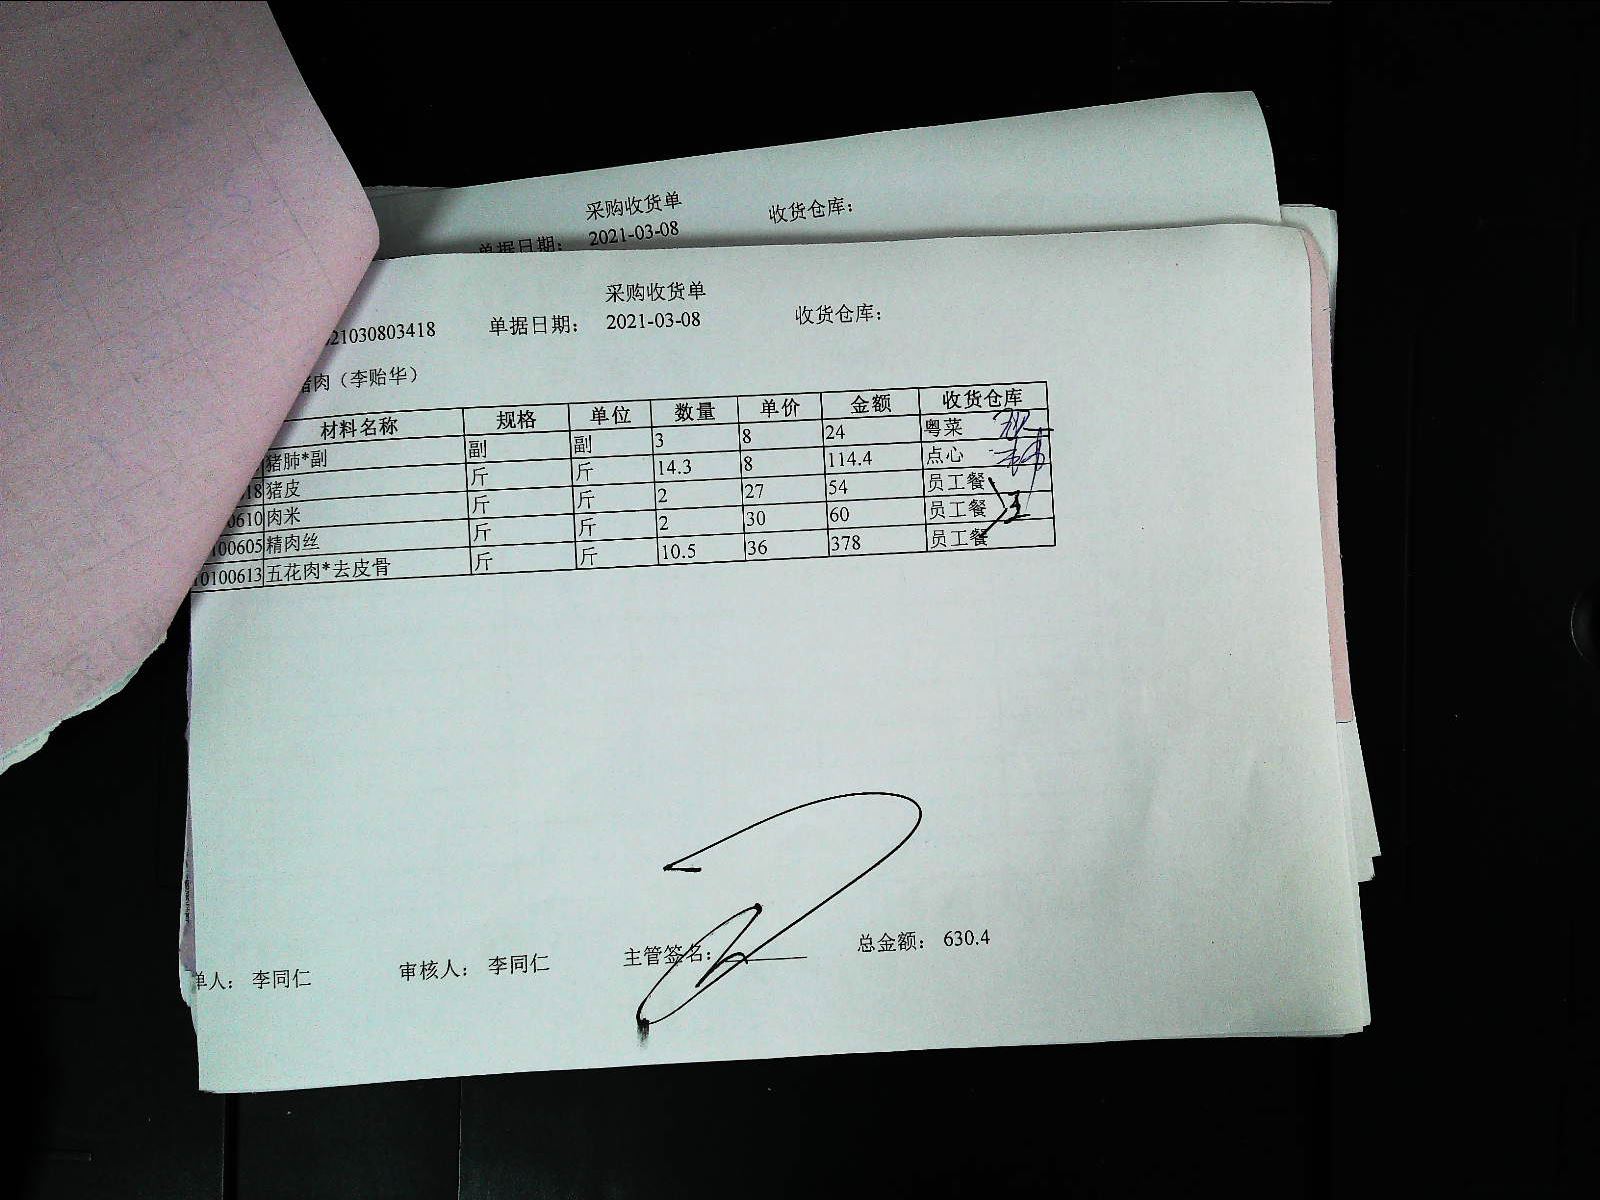 采购收货单 收货仓库：
单据日期： 2021-03-08
采购收货单
21030803418 单据日期： 2021-03-08 收货仓库：
猪肉（李贻华）
材料名称 规格 单位 数量 单价 金额 收货仓库
猪肺*副 副 副 3 8 24 粤菜
18 猪皮 斤 斤 14.3 8 114.4 点心
0610 肉米 斤 斤 2 27 54 员工餐
100605 精肉丝 斤 斤 2 30 60 员工餐
0100613 五花肉*去皮骨 斤 斤 10.5 36 378 员工餐
单人： 李同仁 审核人： 李同仁 主管签名： 总金额： 630.4